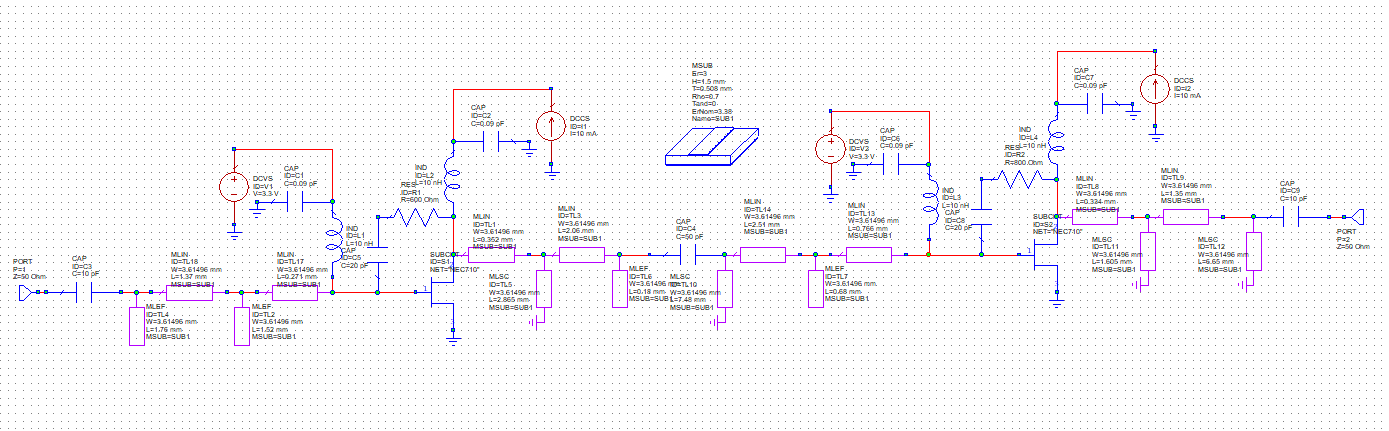 PORT
P=1
Z=50 Ohm
CAP
ID=C3
C=10 pF
MLEF
ID=TL4
W=3.61496 mm
L=1.76 mm
MSUB=SUB1
MLIN
ID=TL18
W=3.61496 mm
L=1.37 mm
MSUB=SUB1
MLEF
ID=TL2
W=3.61496 mm
L=1.52 mm
MSUB=SUB1
MLIN
ID=TL17
W=3.61496 mm
L=0.271 mm
MSUB=SUB1
DCVS
ID=V1
V=3.3 V
CAP
ID=C1
C=0.09 pF
IND
ID=L1
L=10 nH
CAP
ID=C5
C=20 pF
RES
ID=R1
R=600 Ohm
IND
ID=L2
L=10 nH
CAP
ID=C2
C=0.09 pF
DCCS
ID=I1
I=10 mA
SUBCKT
ID=S1
NET="NEC710"
1
MLIN
ID=TL1
W=3.61496 mm
L=0.352 mm
MSUB=SUB1
MLSC
ID=TL5
W=3.61496 mm
L=2.865 mm
MSUB=SUB1
MLIN
ID=TL3
W=3.61496 mm
L=2.06 mm
MSUB=SUB1
MLEF
ID=TL6
W=3.61496 mm
L=0.18 mm
MSUB=SUB1
CAP
ID=C4
C=50 pF
MLSC
ID=TL10
W=3.61496 mm
L=7.48 mm
MSUB=SUB1
MSUB
Er=3
H=1.5 mm
T=0.508 mm
Rho=0.7
Tand=0
ErNom=3.38
Name=SUB1
MLIN
ID=TL14
W=3.61496 mm
L=2.51 mm
MSUB=SUB1
MLEF
ID=TL7
W=3.61496 mm
L=0.68 mm
MSUB=SUB1
MLIN
ID=TL13
W=3.61496 mm
L=0.766 mm
MSUB=SUB1
DCVS
ID=V2
V=3.3 V
CAP
ID=C6
C=0.09 pF
IND
ID=L3
L=10 nH
CAP
ID=C8
C=20 pF
RES
ID=R2
R=800 Ohm
IND
ID=L4
L=10 nH
CAP
ID=C7
C=0.09 pF
DCCS
ID=I2
I=10 mA
SUBCKT
ID=S2
NET="NEC710"
1
MLIN
ID=TL8
W=3.61496 mm
L=0.334 mm
MSUB=SUB1
MLSC
ID=TL11
W=3.61496 mm
L=1.605 mm
MSUB=SUB1
MLIN
ID=TL9
W=3.61496 mm
L=1.35 mm
MSUB=SUB1
MLSC
ID=TL12
W=3.61496 mm
L=6.65 mm
MSUB=SUB1
CAP
ID=C9
C=10 pF
PORT
P=2
Z=50 Ohm